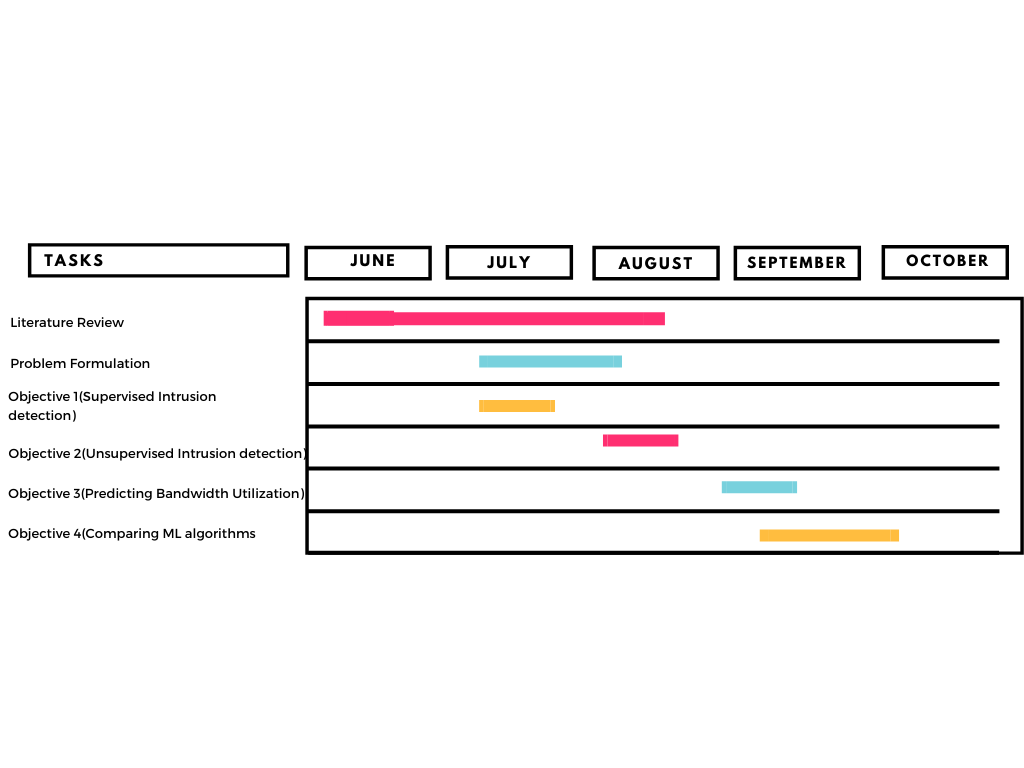 TASKS
JUNE
JULY
AUGUST
SEPTEMBER
OCTOBER
Literature Review
Problem Formulation
Objective 1(Supervised Intrusion
detection)
Objective 2(Unsupervised Intrusion detection)
Objective 3(Predicting Bandwidth Utilization)
Objective 4(Comparing ML algorithms